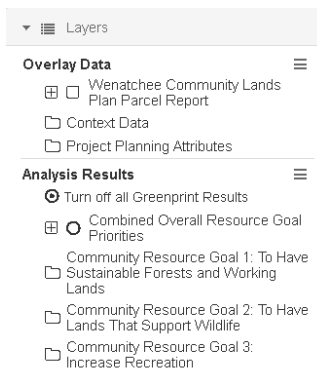 Layers
Overlay Data
Wenatchee Community Lands
Plan Parcel Report
Context Data
Project Planning Attributes
Analysis Results
Turn off all Greenprint Results
Combined Overall Resource Goal
Priorities
Community Resource Goal 1: To Have
Sustainable Forests and Working
Lands
Community Resource Goal 2: To Have
Lands That Support Wildlife
Community Resource Goal 3:
Increase Recreation